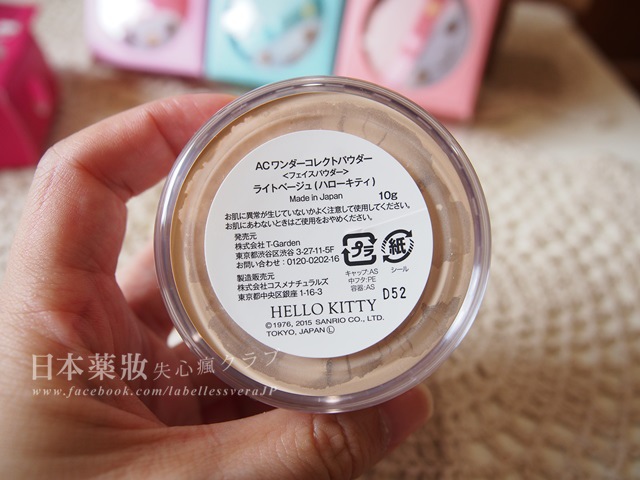 ACワンダーコレクトパウダー
<フェイスパウダー>
ライトベージュ(ハローキティ)
Made in Japan 10g
お肌に異常が生じていないかよく注意して使用してください。
お肌にあわないときはご使用をおやめください。
発売元
株式会社T-Garden
東京都渋谷区渋谷 3-27-11-5F
お問い合わせ:0120-0202-16
製造販売元
株式会社コスメナチュラルズ
東京都中央区銀座 1-16-3
プラ
紙
キャップ:AS
中フタ:PE
容器:AS
シール
D52
HELLO KITTY
©1976, 2015 SANRIO CO., LTD.
TOKYO, JAPAN Ⓛ
日本薬妝失心瘋クラブ
www.facebook.com/labellessveraJP